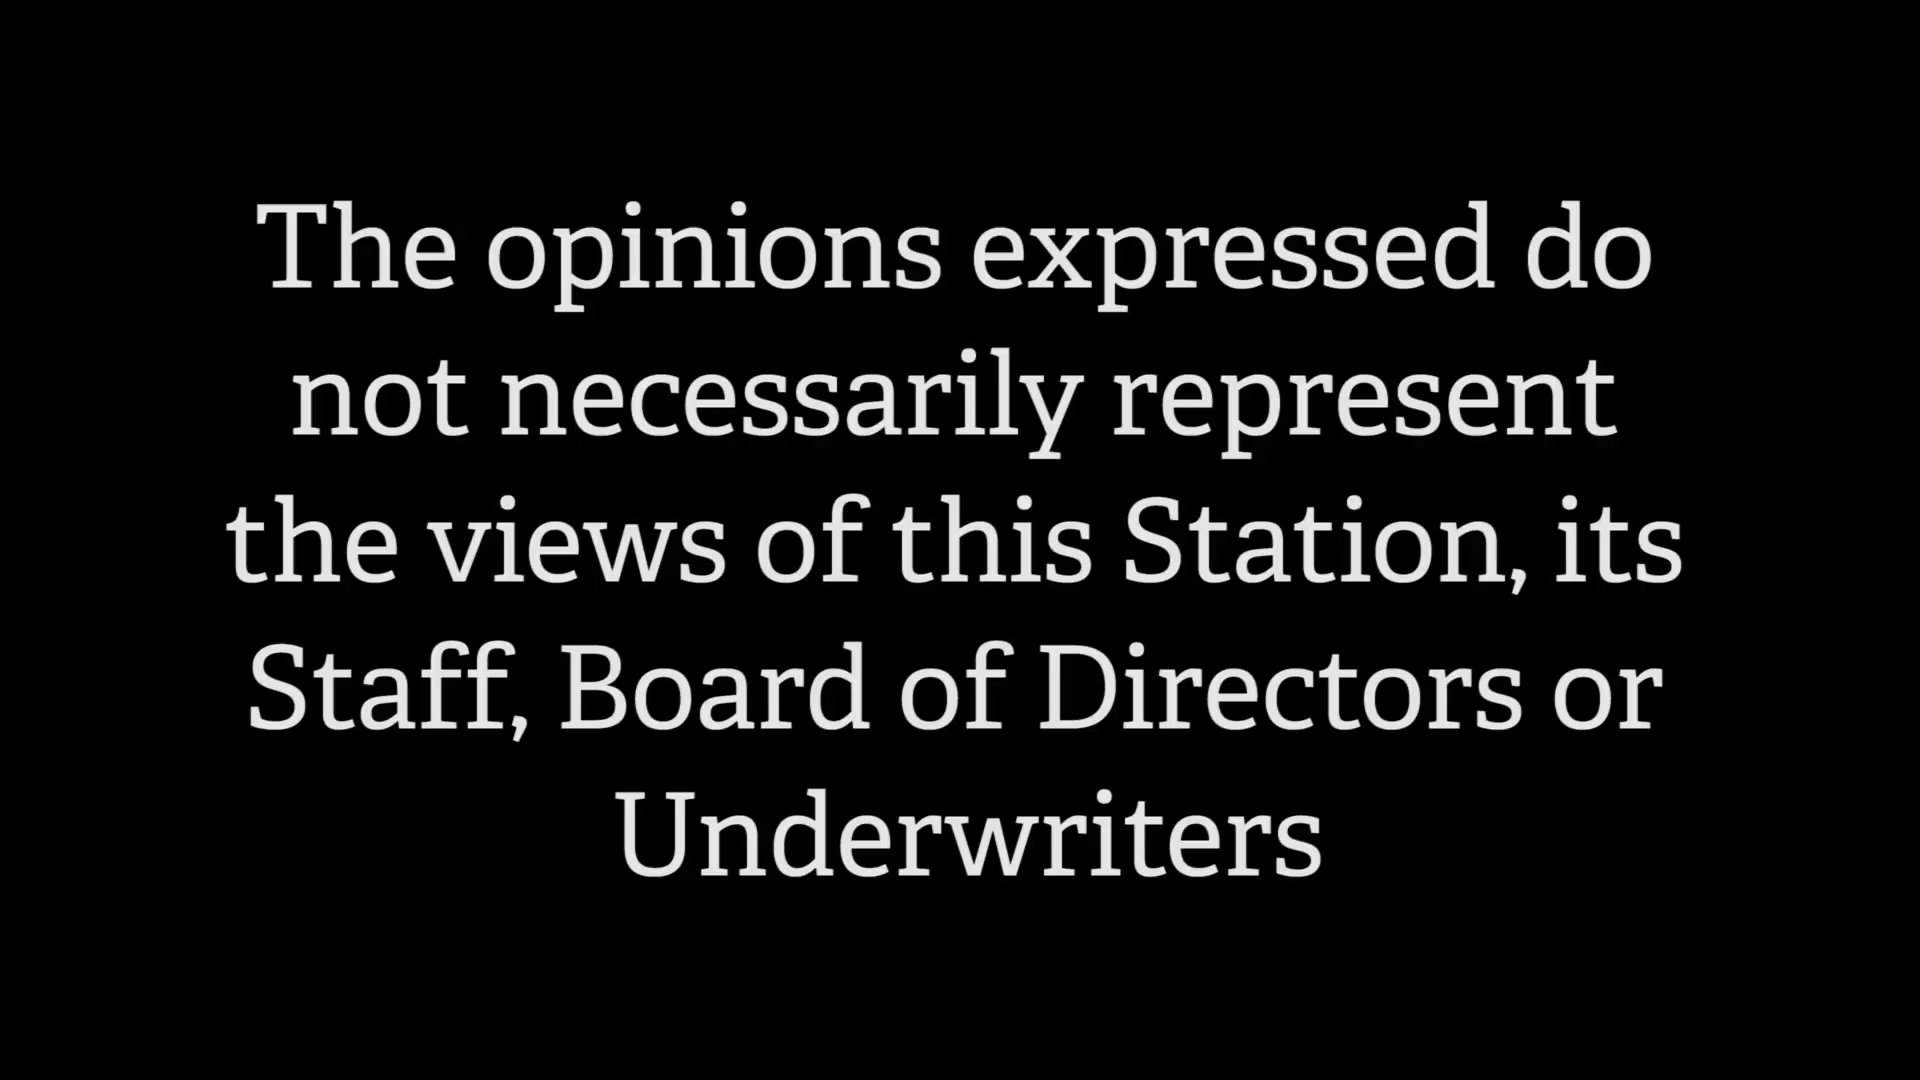 The opinions expressed do
not necessarily represent
the views of this Station, its
Staff, Board of Directors or
Underwriters